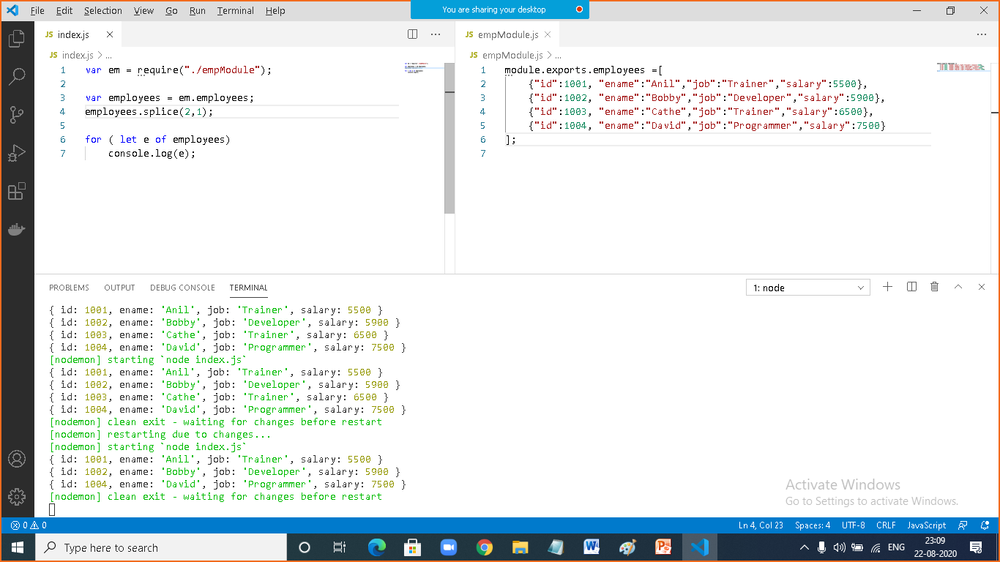 File Edit Selection View Go Run Terminal Help
You are sharing your desktop
JS index.js
JS index.js > ...
1 var em = require("./empModule");
2
3 var employees = em.employees;
4 employees.splice(2,1);
5
6 for ( let e of employees)
7 console.log(e);
JS empModule.js
JS empModule.js > ...
1 module.exports.employees =[
2 {"id":1001, "ename":"Anil","job":"Trainer","salary":5500},
3 {"id":1002, "ename":"Bobby","job":"Developer","salary":5900},
4 {"id":1003, "ename":"Cathe","job":"Trainer","salary":6500},
5 {"id":1004, "ename":"David","job":"Programmer","salary":7500}
6 ];
7
PROBLEMS OUTPUT DEBUG CONSOLE TERMINAL
1: node
{ id: 1001, ename: 'Anil', job: 'Trainer', salary: 5500 }
{ id: 1002, ename: 'Bobby', job: 'Developer', salary: 5900 }
{ id: 1003, ename: 'Cathe', job: 'Trainer', salary: 6500 }
{ id: 1004, ename: 'David', job: 'Programmer', salary: 7500 }
[nodemon] starting `node index.js`
{ id: 1001, ename: 'Anil', job: 'Trainer', salary: 5500 }
{ id: 1002, ename: 'Bobby', job: 'Developer', salary: 5900 }
{ id: 1003, ename: 'Cathe', job: 'Trainer', salary: 6500 }
{ id: 1004, ename: 'David', job: 'Programmer', salary: 7500 }
[nodemon] clean exit - waiting for changes before restart
[nodemon] restarting due to changes...
[nodemon] starting `node index.js`
{ id: 1001, ename: 'Anil', job: 'Trainer', salary: 5500 }
{ id: 1002, ename: 'Bobby', job: 'Developer', salary: 5900 }
{ id: 1004, ename: 'David', job: 'Programmer', salary: 7500 }
[nodemon] clean exit - waiting for changes before restart
Activate Windows
Go to Settings to activate Windows.
0 0
Ln 4, Col 23 Spaces: 4 UTF-8 CRLF JavaScript
Type here to search
ENG
23:09
22-08-2020